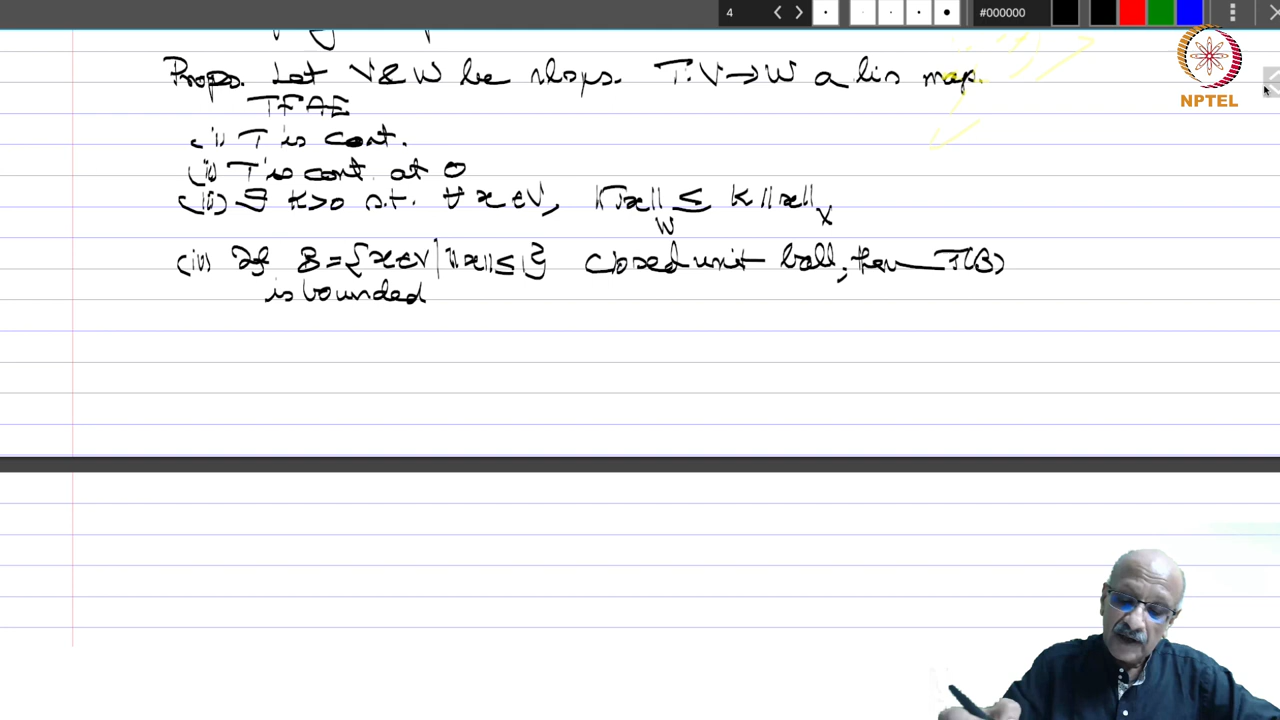 4
#000000
NPTEL
Props. Let V & W be nlsps. T: V→W a lin map.
TFAE
(i) T is cont.
(ii) T is cont. at 0
(iii) ∃ K>0 s.t. ∀ x∈V, ||Tx||_W ≤ K ||x||_X
(iv) If B={x∈V | ||x||≤1} closed unit ball, then T(B)
is bounded